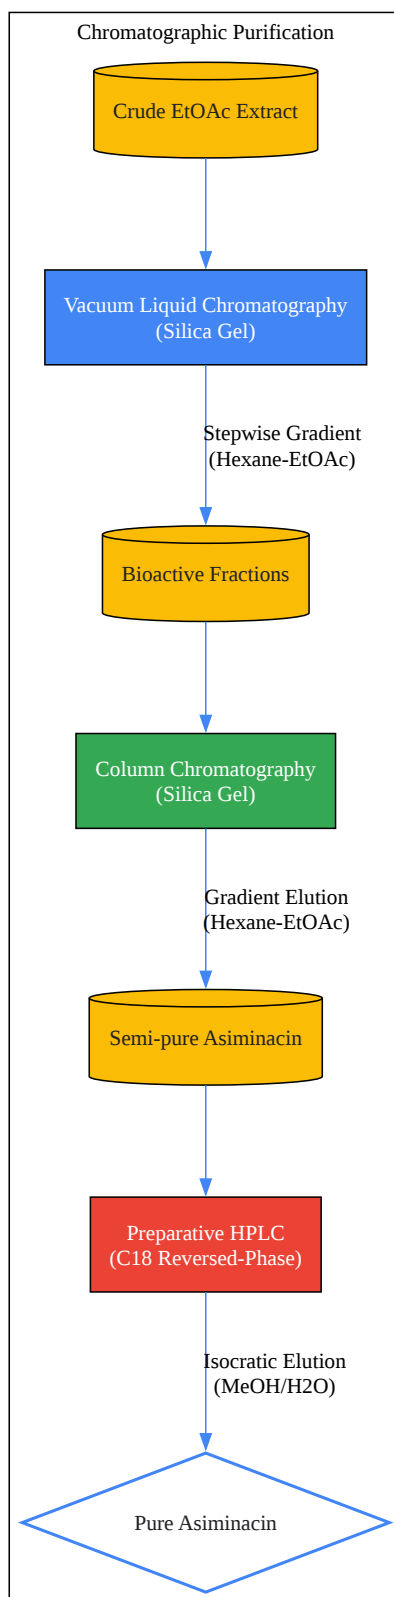 Chromatographic Purification
Crude EtOAc Extract
Vacuum Liquid Chromatography
(Silica Gel)
Stepwise Gradient
(Hexane-EtOAc)
Bioactive Fractions
Column Chromatography
(Silica Gel)
Gradient Elution
(Hexane-EtOAc)
Semi-pure Asiminacin
Preparative HPLC
(C18 Reversed-Phase)
Isocratic Elution
(MeOH/H2O)
Pure Asiminacin